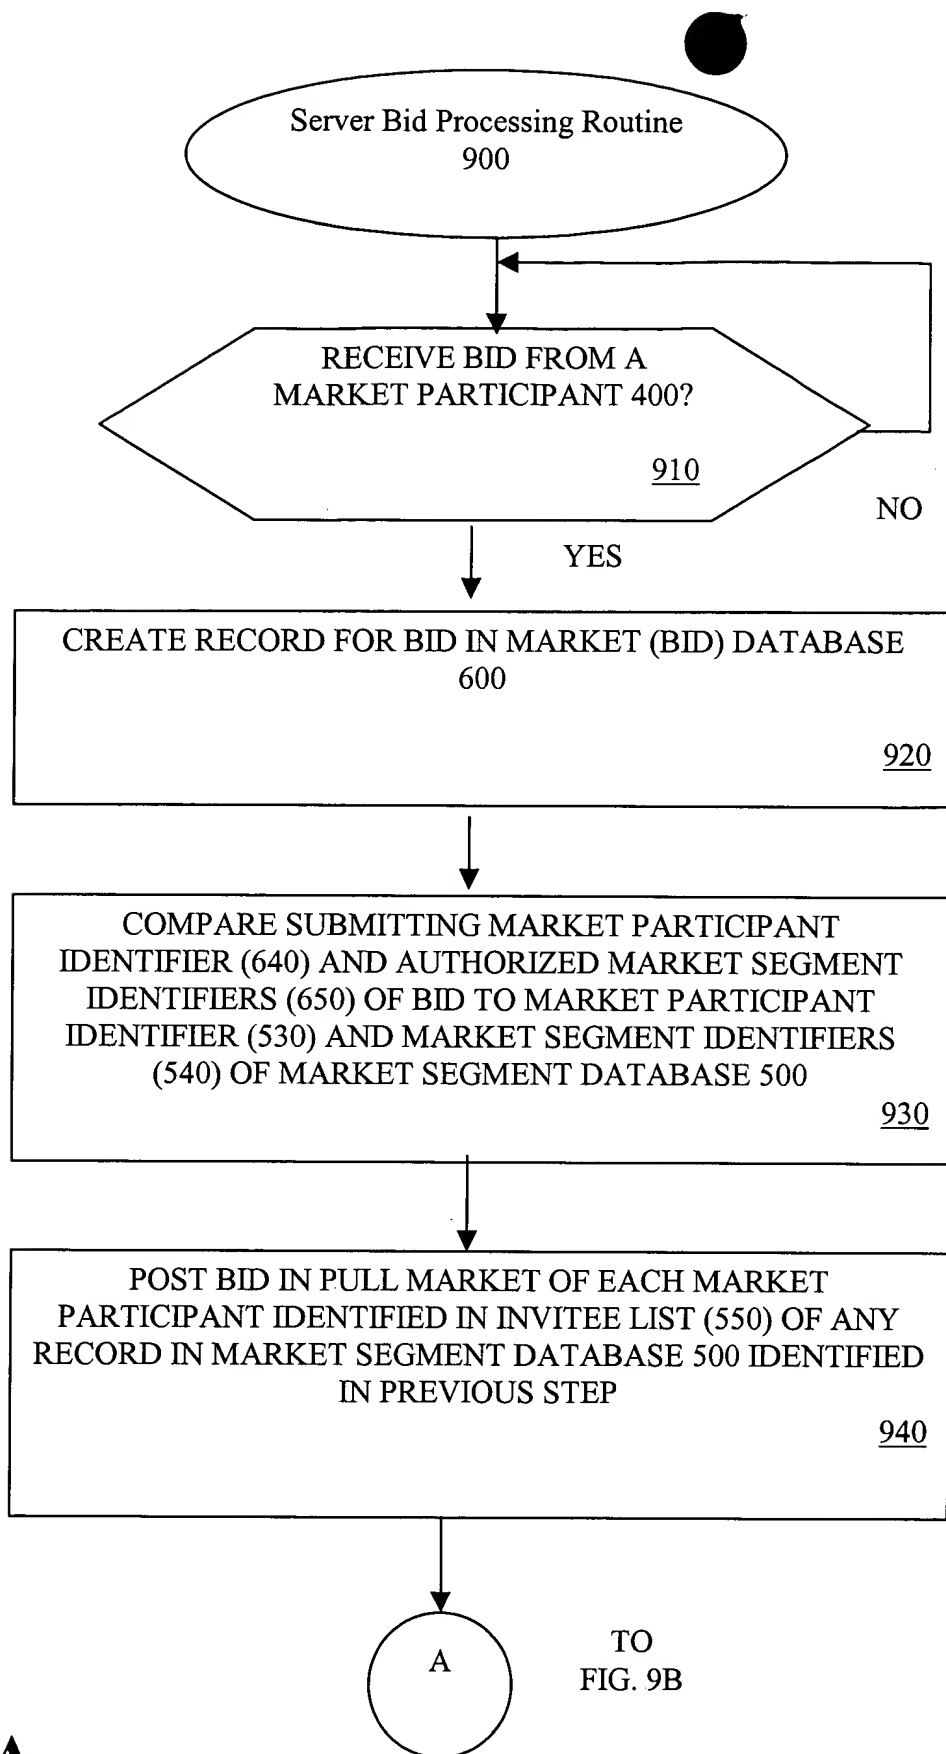 Server Bid Processing Routine
900
RECEIVE BID FROM A
MARKET PARTICIPANT 400?
910
NO
YES
CREATE RECORD FOR BID IN MARKET (BID) DATABASE
600
920
COMPARE SUBMITTING MARKET PARTICIPANT
IDENTIFIER (640) AND AUTHORIZED MARKET SEGMENT
IDENTIFIERS (650) OF BID TO MARKET PARTICIPANT
IDENTIFIER (530) AND MARKET SEGMENT IDENTIFIERS
(540) OF MARKET SEGMENT DATABASE 500
930
POST BID IN PULL MARKET OF EACH MARKET
PARTICIPANT IDENTIFIED IN INVITEE LIST (550) OF ANY
RECORD IN MARKET SEGMENT DATABASE 500 IDENTIFIED
IN PREVIOUS STEP
940
A
TO
FIG. 9B